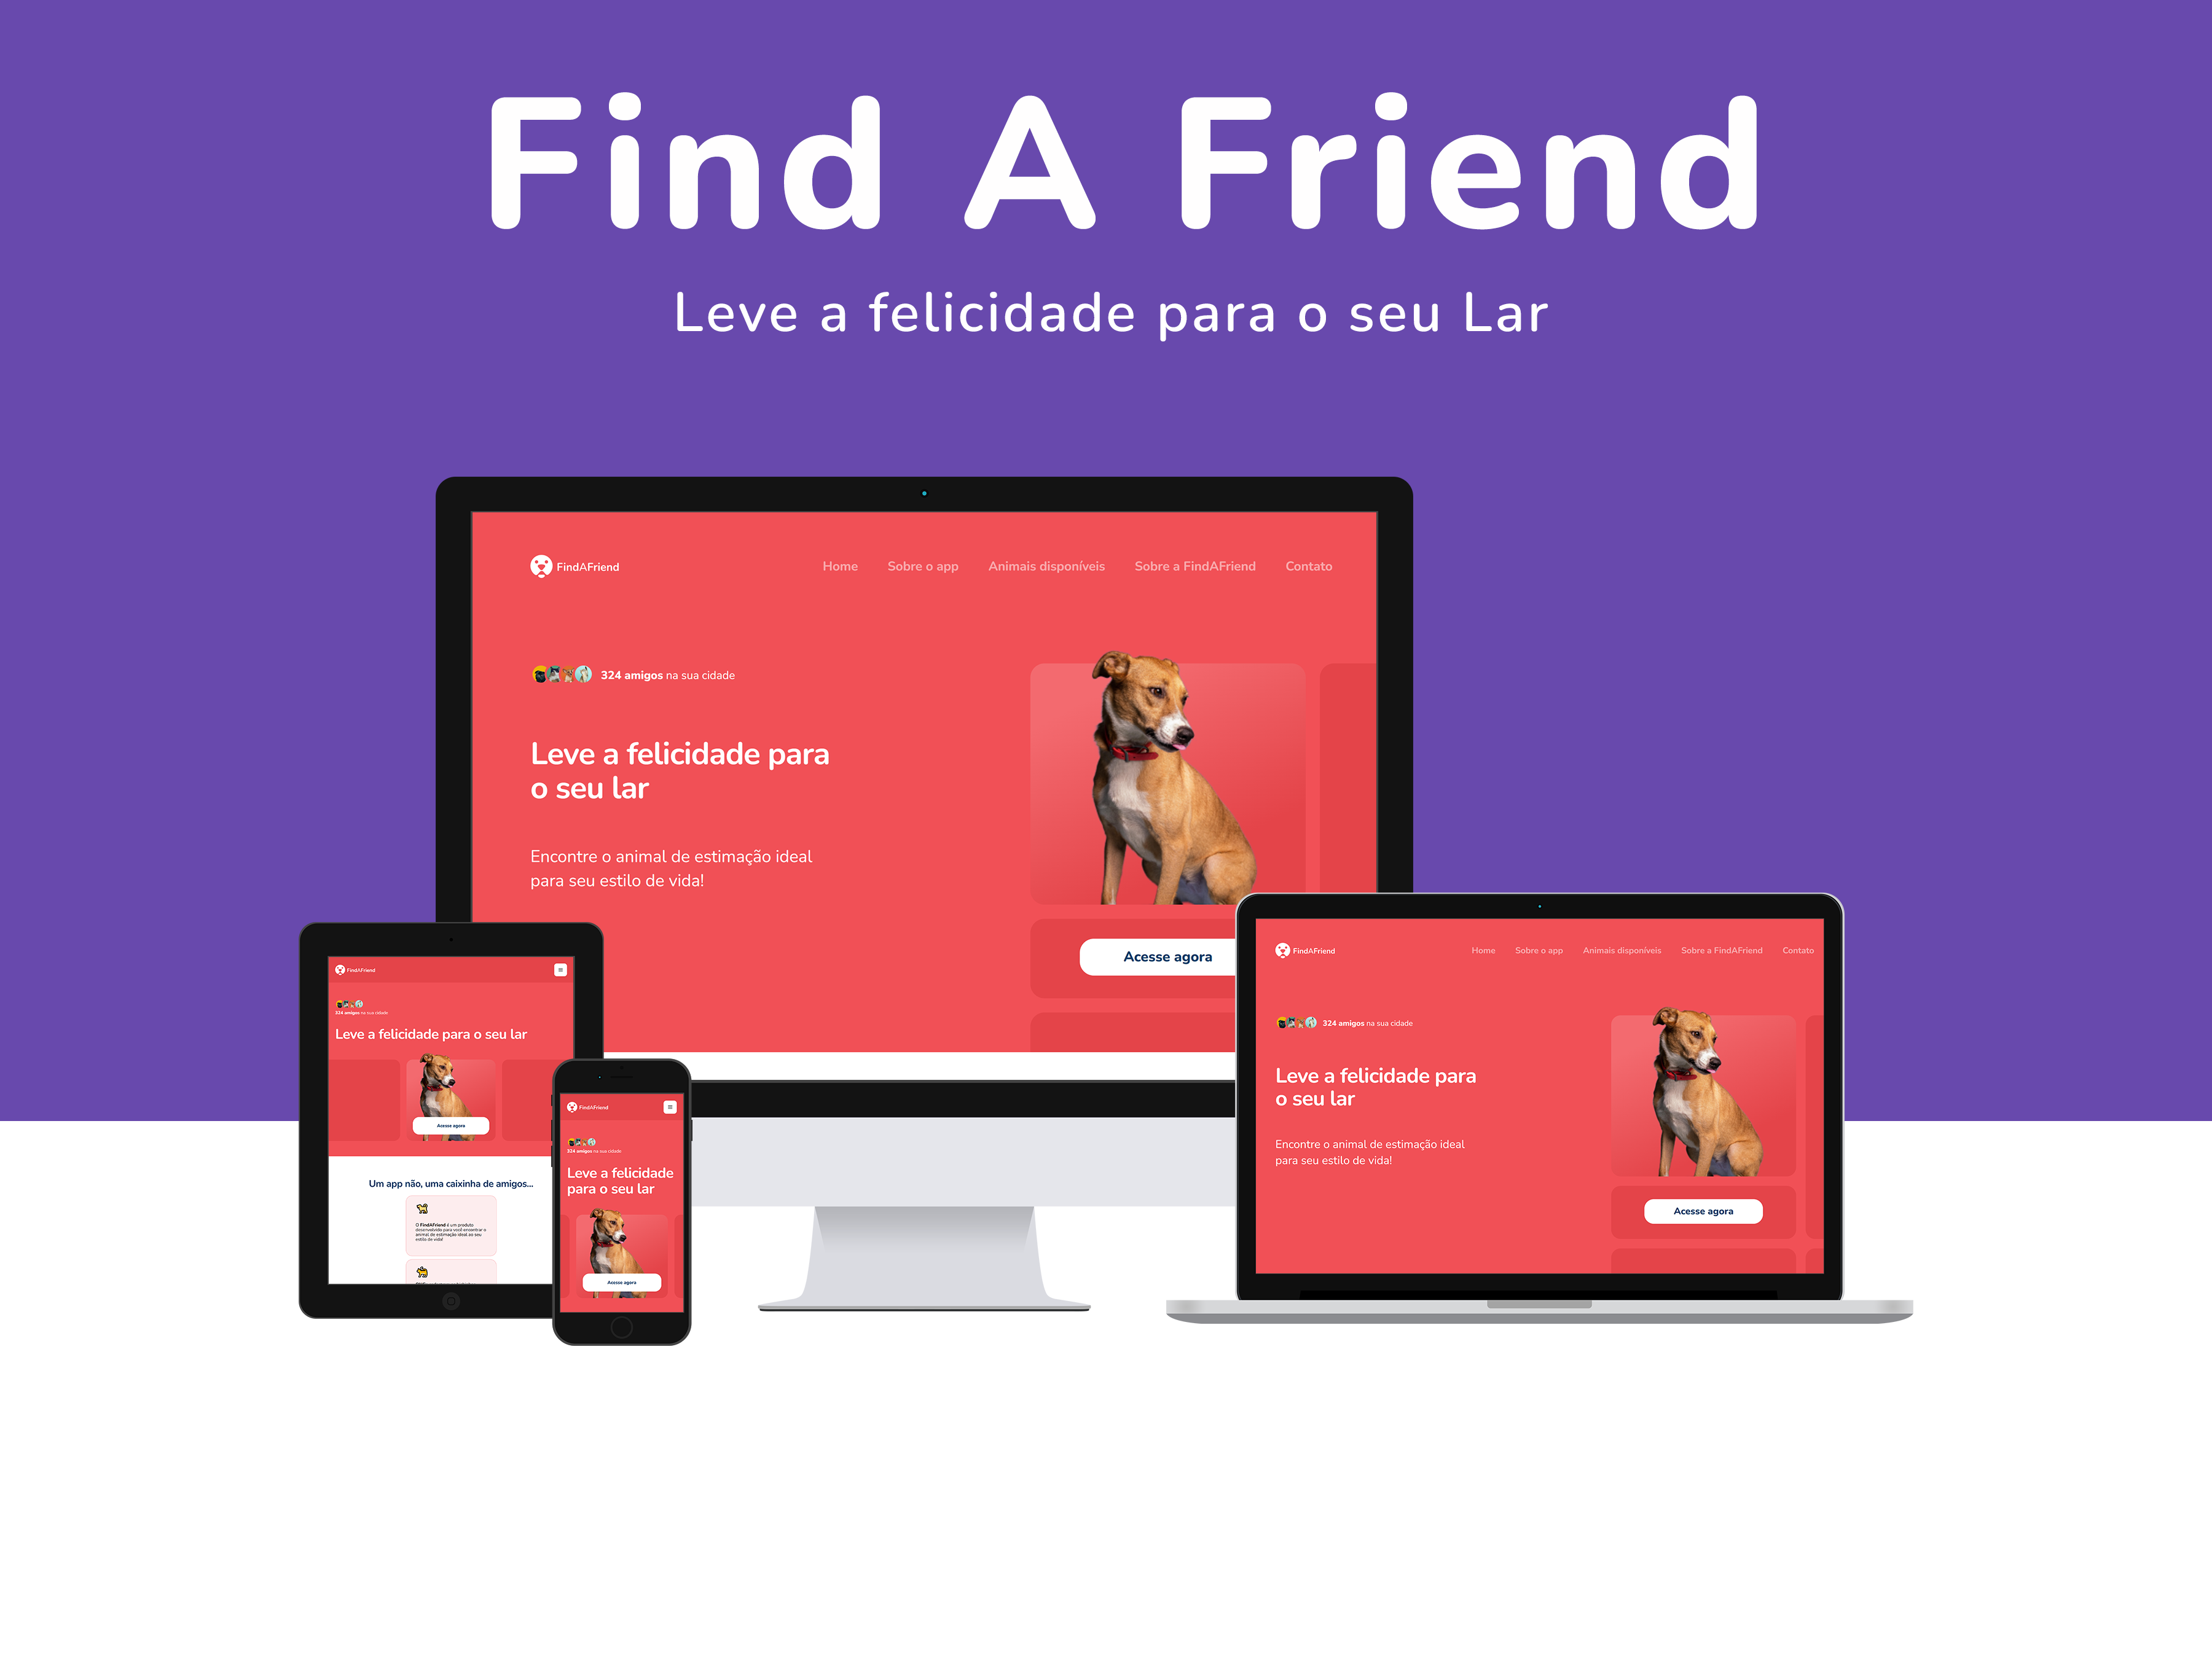 Find A Friend
Leve a felicidade para o seu Lar
FindAFriend
Home Sobre o app Animais disponíveis Sobre a FindAFriend Contato
324 amigos na sua cidade
Leve a felicidade para
o seu lar
Encontre o animal de estimação ideal
para seu estilo de vida!
Acesse agora
FindAFriend
324 amigos na sua cidade
Leve a felicidade para o seu lar
Acesse agora
Um app não, uma caixinha de amigos...
O FindAFriend é um produto
desenvolvido para você encontrar o
animal de estimação ideal ao seu
estilo de vida!
FindAFriend
324 amigos na sua cidade
Leve a felicidade
para o seu lar
Acesse agora
FindAFriend
Home Sobre o app Animais disponíveis Sobre a FindAFriend Contato
324 amigos na sua cidade
Leve a felicidade para
o seu lar
Encontre o animal de estimação ideal
para seu estilo de vida!
Acesse agora